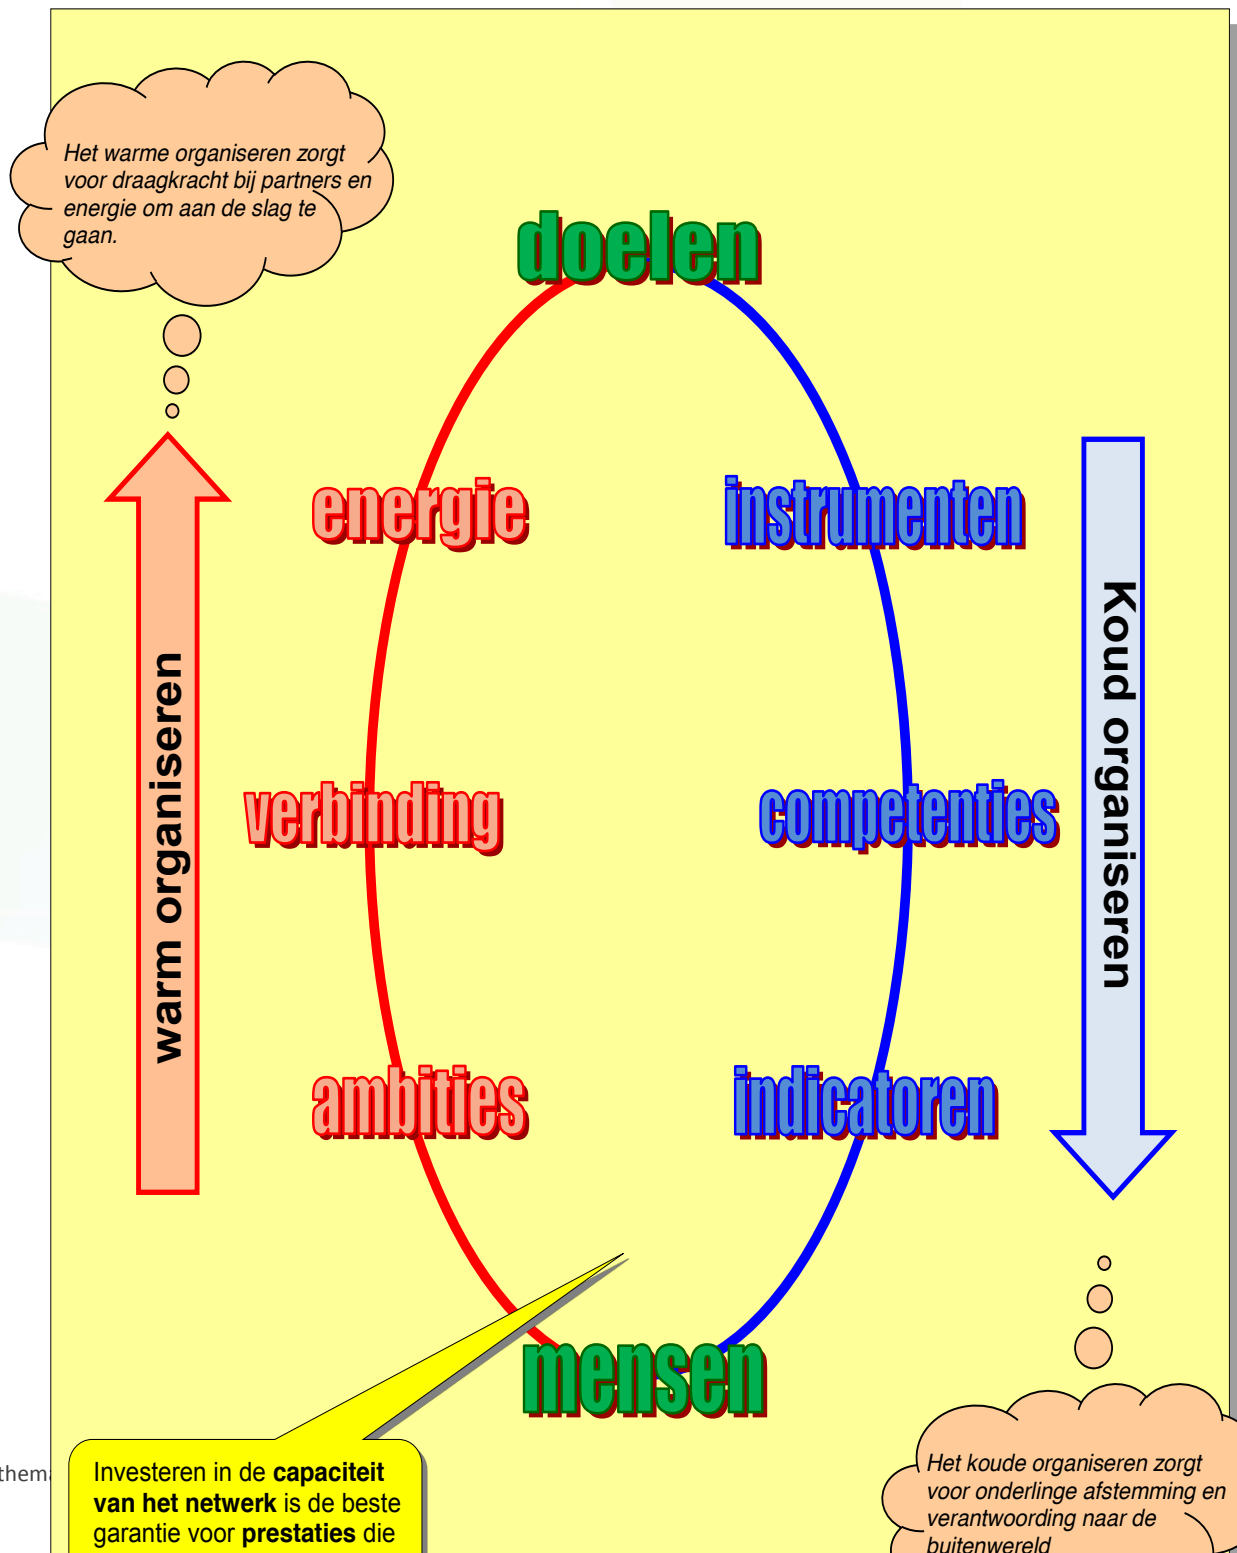 Het warme organiseren zorgt
voor draagkracht bij partners en
energie om aan de slag te
gaan.
doelen
energie
instrumenten
warm organiseren
Koud organiseren
verbinding
competenties
ambities
indicatoren
mensen
them
Investeren in de capaciteit
van het netwerk is de beste
garantie voor prestaties die
Het koude organiseren zorgt
voor onderlinge afstemming en
verantwoording naar de
buitenwereld